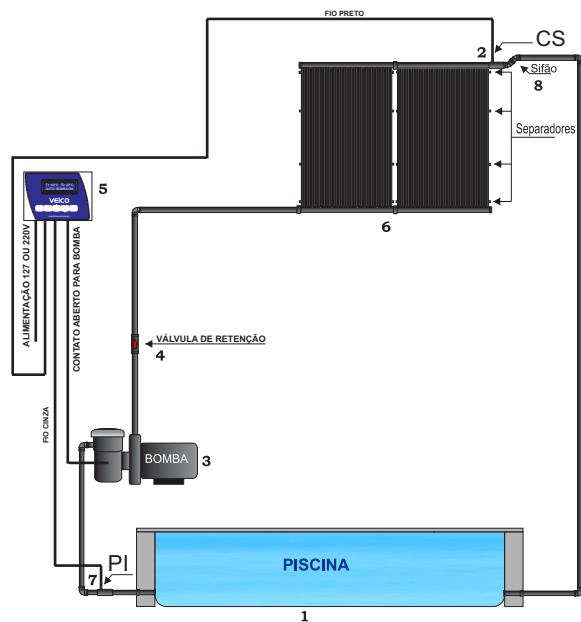 FIO PRETO
2
CS
Sifão
8
Separadores
5
VEICO
6
ALIMENTAÇÃO 127 OU 220V
CONTATO ABERTO PARA BOMBA
VÁLVULA DE RETENÇÃO
4
FIO CINZA
BOMBA
3
PI
7
PISCINA
1